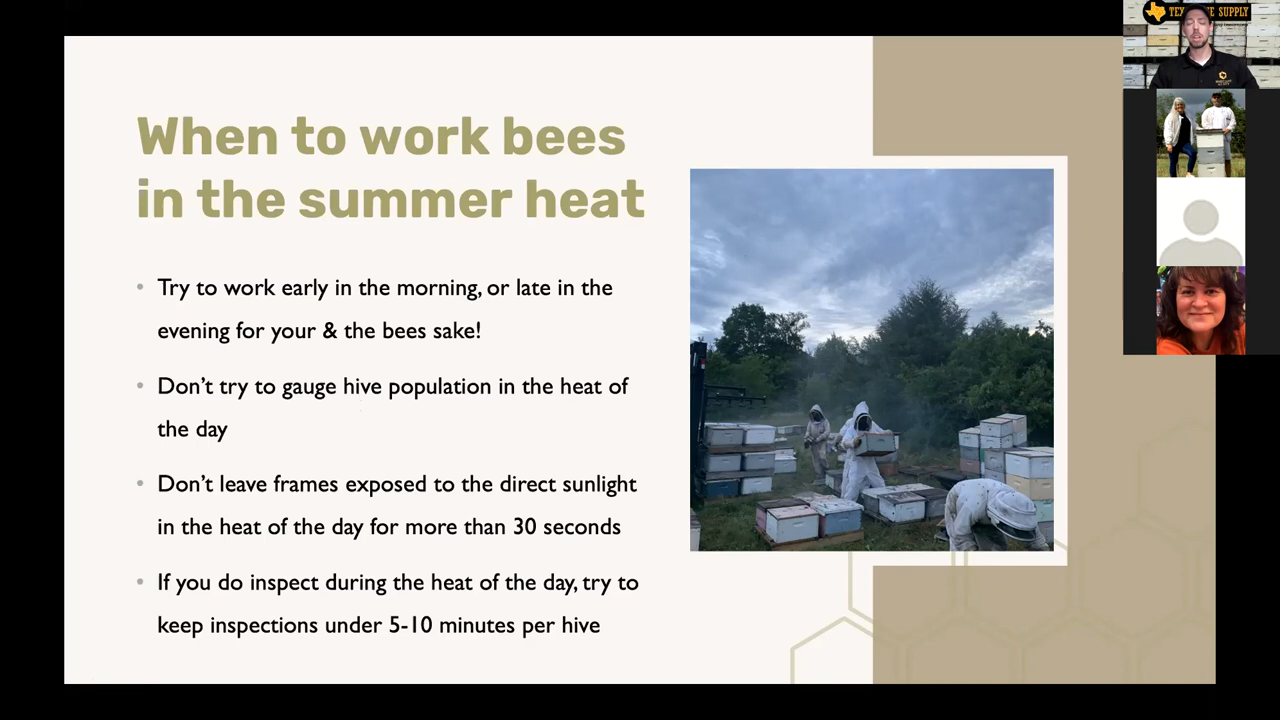 When to work bees
in the summer heat
• Try to work early in the morning, or late in the
evening for your & the bees sake!
• Don't try to gauge hive population in the heat of
the day
• Don't leave frames exposed to the direct sunlight
in the heat of the day for more than 30 seconds
• If you do inspect during the heat of the day, try to
keep inspections under 5-10 minutes per hive
SUPPLY